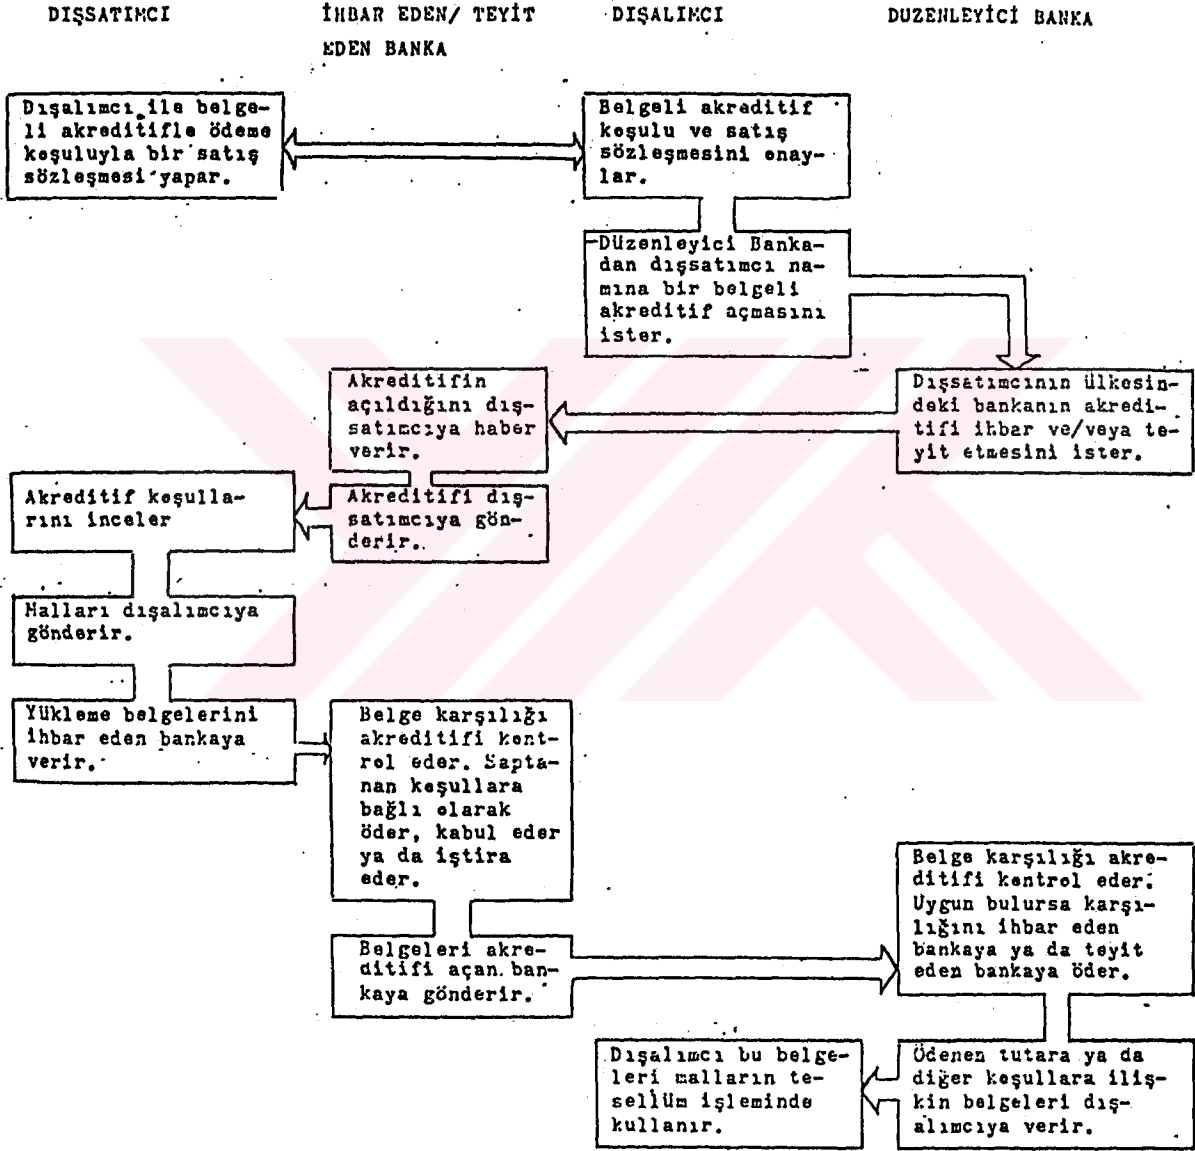 DIŞSATIMCI
İHBAR EDEN/ TEYİT
EDEN BANKA
DIŞALIMCI
DUZENLEYİCİ BANKA
Dışalımcı ile belge-
li akreditifle ödeme
koşuluyla bir satış
sözleşmesi yapar.
Belgeli akreditif
koşulu ve satış
sözleşmesini onay-
lar.
Düzenleyici Banka-
dan dışsatımcı na-
mına bir belgeli
akreditif açmasını
ister.
Dışsatımcının ülkesin-
deki bankanın akredi-
tifi ihbar ve/veya te-
yit etmesini ister.
Akreditifin
açıldığını dış-
satımcıya haber
verir.
Akreditifi dış-
satımcıya gön-
derir.
Akreditif koşulla-
rını inceler
Malları dışalımcıya
gönderir.
Yükleme belgelerini
ihbar eden bankaya
verir.
Belge karşılığı
akreditifi kont-
rol eder. Sapta-
nan koşullara
bağlı olarak
öder, kabul eder
ya da iştira
eder.
Belgeleri akre-
ditifi açan ban-
kaya gönderir.
Belge karşılığı akre-
ditifi kontrol eder.
Uygun bulursa karşı-
lığını ihbar eden
bankaya ya da teyit
eden bankaya öder.
Ödenen tutara ya da
diğer koşullara iliş-
kin belgeleri dış-
alımcıya verir.
Dışalımcı bu belge-
leri malların te-
sellüm işleminde
kullanır.